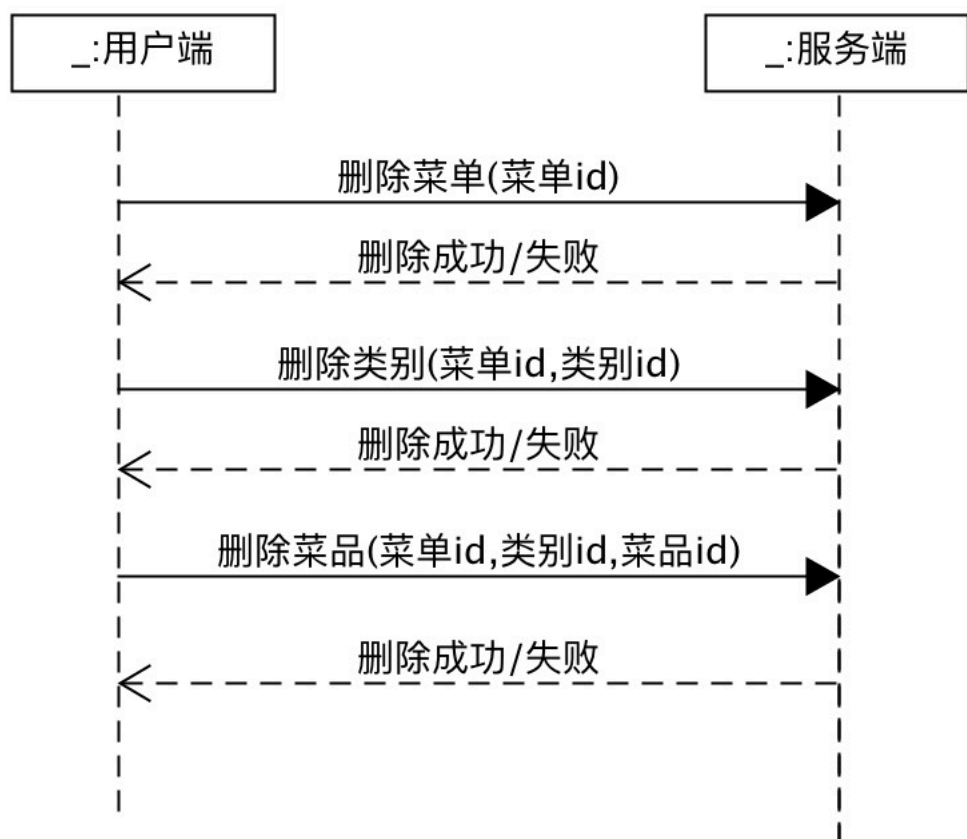 _:用户端
_:服务端
删除菜单(菜单id)
删除成功/失败
删除类别(菜单id,类别id)
删除成功/失败
删除菜品(菜单id,类别id,菜品id)
删除成功/失败